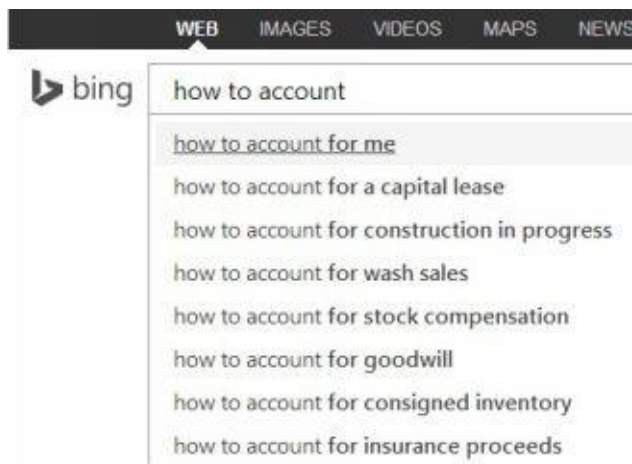 WEB IMAGES VIDEOS MAPS NEWS
bing how to account
how to account for me
how to account for a capital lease
how to account for construction in progress
how to account for wash sales
how to account for stock compensation
how to account for goodwill
how to account for consigned inventory
how to account for insurance proceeds